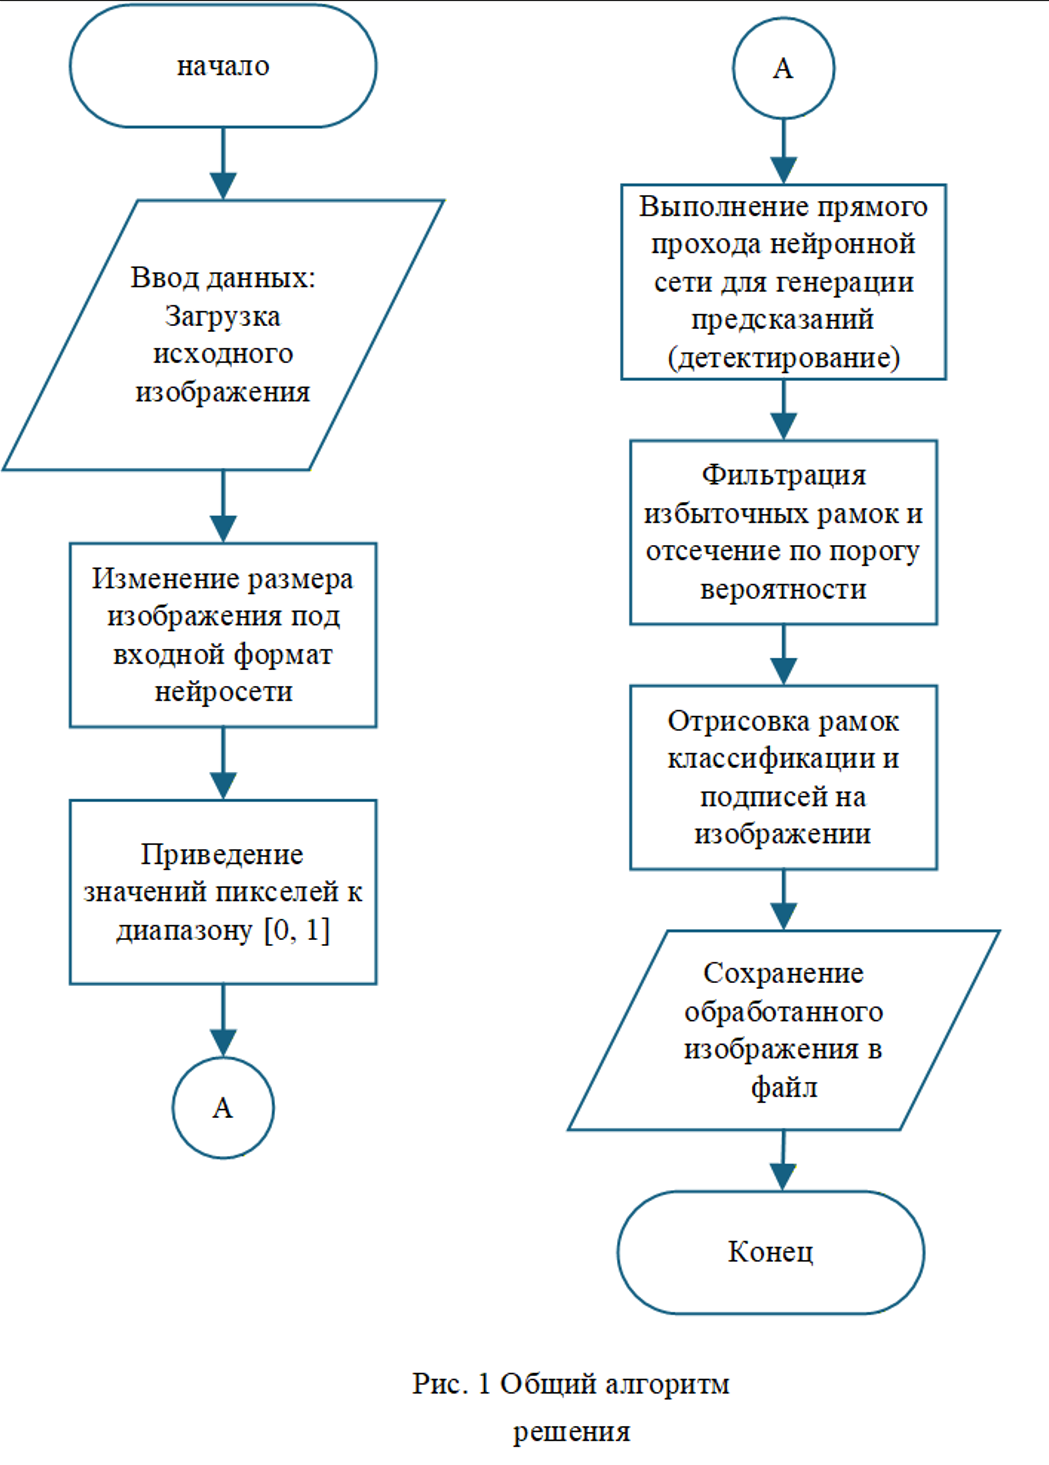 начало
Ввод данных:
Загрузка
исходного
изображения
Изменение размера
изображения под
входной формат
нейросети
Приведение
значений пикселей к
диапазону [0, 1]
А
А
Выполнение прямого
прохода нейронной
сети для генерации
предсказаний
(детектирование)
Фильтрация
избыточных рамок и
отсечение по порогу
вероятности
Отрисовка рамок
классификации и
подписей на
изображении
Сохранение
обработанного
изображения в
файл
Конец
Рис. 1 Общий алгоритм
решения